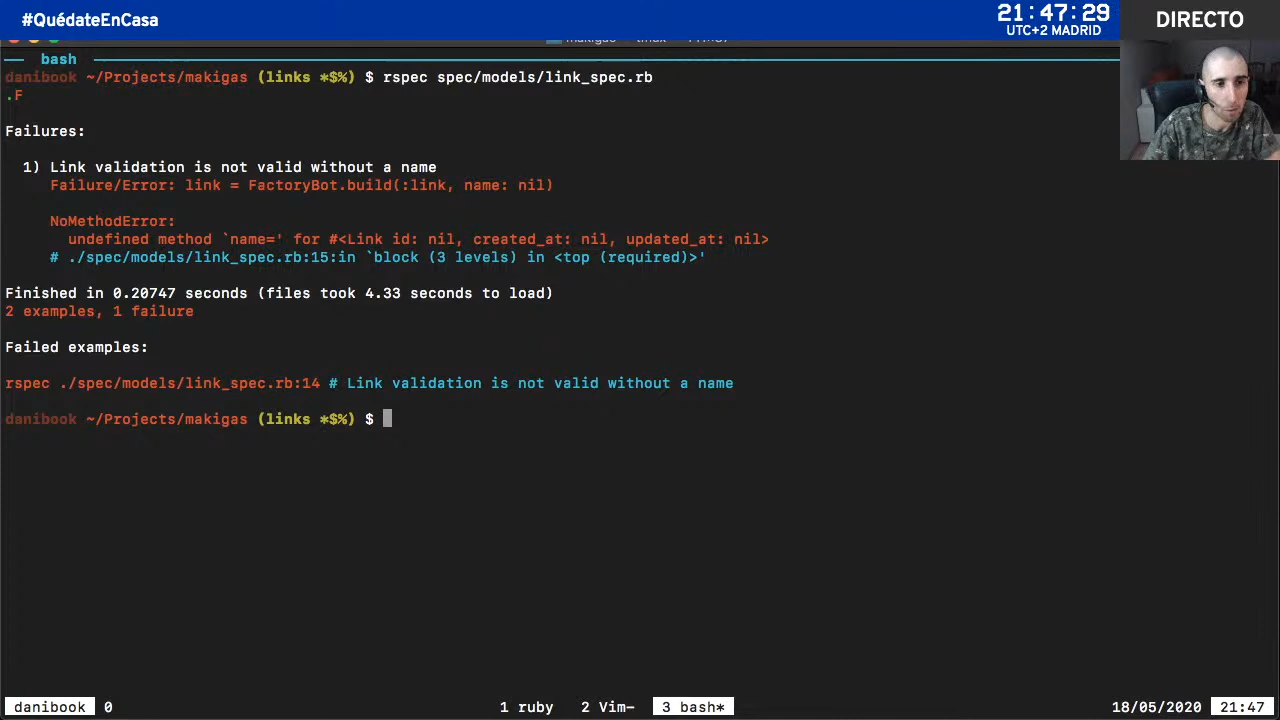 #QuédateEnCasa
21:47:29
UTC+2 MADRID
DIRECTO
bash
danibook ~/Projects/makigas (links *$%) $ rspec spec/models/link_spec.rb
.F
Failures:
1) Link validation is not valid without a name
Failure/Error: link = FactoryBot.build(:link, name: nil)
NoMethodError:
undefined method `name=' for #<Link id: nil, created_at: nil, updated_at: nil>
# ./spec/models/link_spec.rb:15:in `block (3 levels) in <top (required)>'
Finished in 0.20747 seconds (files took 4.33 seconds to load)
2 examples, 1 failure
Failed examples:
rspec ./spec/models/link_spec.rb:14 # Link validation is not valid without a name
danibook ~/Projects/makigas (links *$%) $
danibook 0 1 ruby 2 Vim- 3 bash* 18/05/2020 21:47